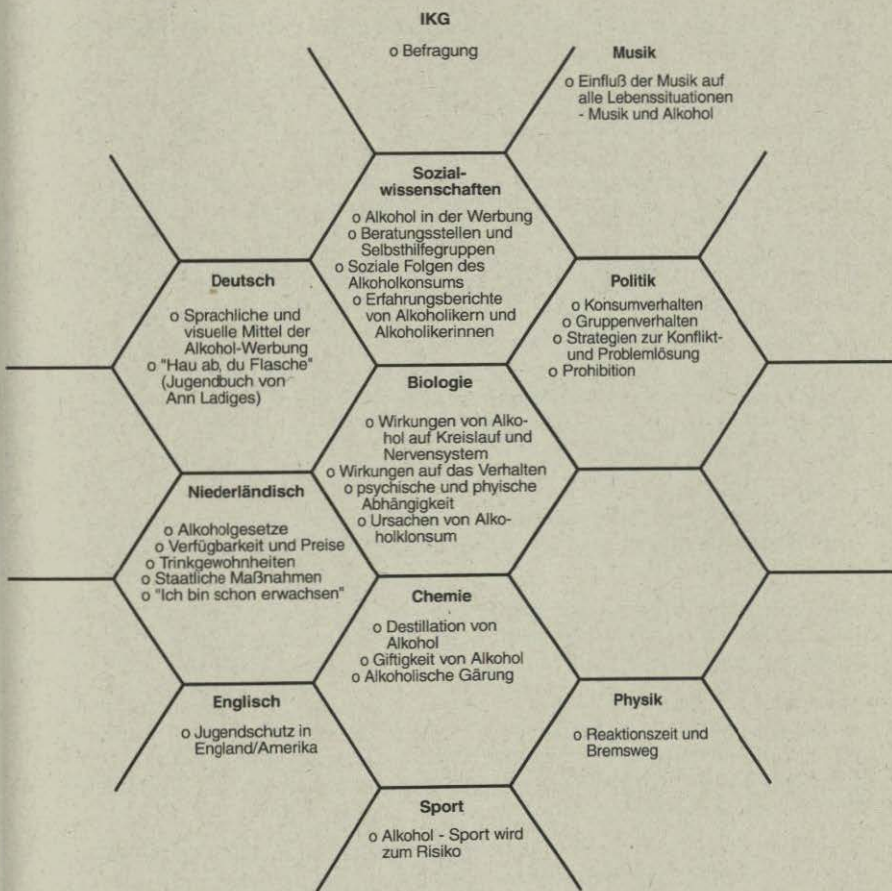 IKG
o Befragung
Musik
o Einfluß der Musik auf
alle Lebenssituationen
- Musik und Alkohol
Sozial-
wissenschaften
o Alkohol in der Werbung
o Beratungsstellen und
Selbsthilfegruppen
o Soziale Folgen des
Alkoholkonsums
o Erfahrungsberichte
von Alkoholikern und
Alkoholikerinnen
Deutsch
o Sprachliche und
visuelle Mittel der
Alkohol-Werbung
o "Hau ab, du Flasche"
(Jugendbuch von
Ann Ladiges)
Politik
o Konsumverhalten
o Gruppenverhalten
o Strategien zur Konflikt-
und Problemlösung
o Prohibition
Biologie
o Wirkungen von Alko-
hol auf Kreislauf und
Nervensystem
o Wirkungen auf das Verhalten
o psychische und phyische
Abhängigkeit
o Ursachen von Alko-
holklonsum
Niederländisch
o Alkoholgesetze
o Verfügbarkeit und Preise
o Trinkgewohnheiten
o Staatliche Maßnahmen
o "Ich bin schon erwachsen"
Chemie
o Destillation von
Alkohol
o Giftigkeit von Alkohol
o Alkoholische Gärung
Englisch
o Jugendschutz in
England/Amerika
Physik
o Reaktionszeit und
Bremsweg
Sport
o Alkohol - Sport wird
zum Risiko